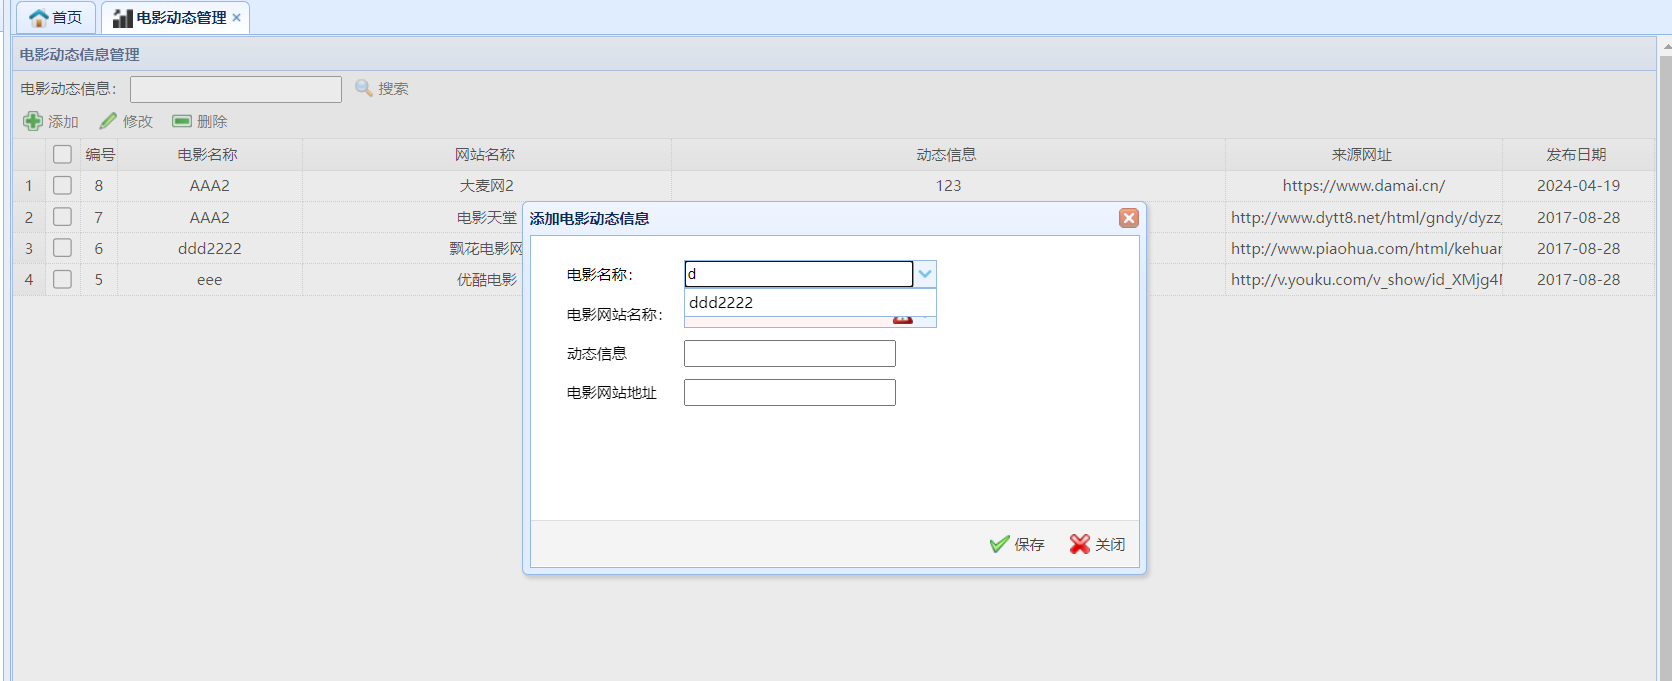 首页 电影动态管理
电影动态信息管理
电影动态信息: 搜索
添加 修改 删除
编号 电影名称 网站名称 动态信息 来源网址 发布日期
1 8 AAA2 大麦网2 123 https://www.damai.cn/ 2024-04-19
2 7 AAA2 电影天堂 http://www.dytt8.net/html/gndy/dyzz, 2017-08-28
3 6 ddd2222 飘花电影网 http://www.piaohua.com/html/kehuar 2017-08-28
4 5 eee 优酷电影 http://v.youku.com/v_show/id_XMjg4 2017-08-28
添加电影动态信息
电影名称: d
ddd2222
电影网站名称:
动态信息
电影网站地址
保存 关闭